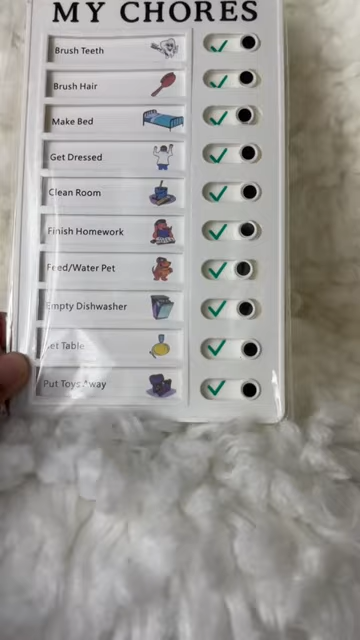 MY CHORES
Brush Teeth
Brush Hair
Make Bed
Get Dressed
Clean Room
Finish Homework
Feed/Water Pet
Empty Dishwasher
Set Table
Put Toys Away